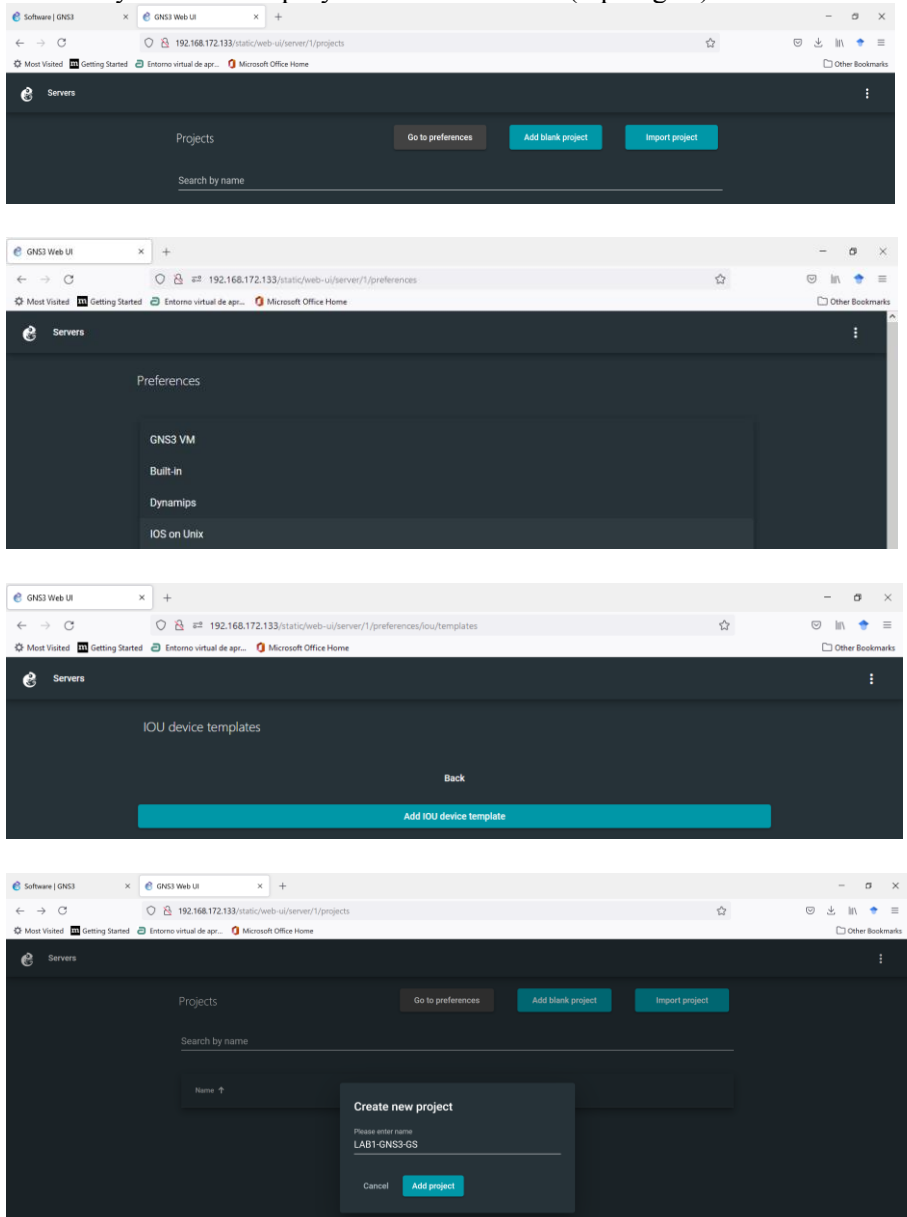 Software | GNS3 × GNS3 Web UI × +
192.168.172.133/static/web-ui/server/1/projects
Most Visited Getting Started Entorno virtual de apr... Microsoft Office Home Other Bookmarks
Servers
Projects Go to preferences Add blank project Import project
Search by name
GNS3 Web UI × +
192.168.172.133/static/web-ui/server/1/preferences
Most Visited Getting Started Entorno virtual de apr... Microsoft Office Home Other Bookmarks
Servers
Preferences
GNS3 VM
Built-in
Dynamips
IOS on Unix
GNS3 Web UI × +
192.168.172.133/static/web-ui/server/1/preferences/iou/templates
Most Visited Getting Started Entorno virtual de apr... Microsoft Office Home Other Bookmarks
Servers
IOU device templates
Back
Add IOU device template
Software | GNS3 × GNS3 Web UI × +
192.168.172.133/static/web-ui/server/1/projects
Most Visited Getting Started Entorno virtual de apr... Microsoft Office Home Other Bookmarks
Servers
Projects Go to preferences Add blank project Import project
Search by name
Name ↑
Create new project
Please enter name
LAB1-GNS3-GS
Cancel Add project